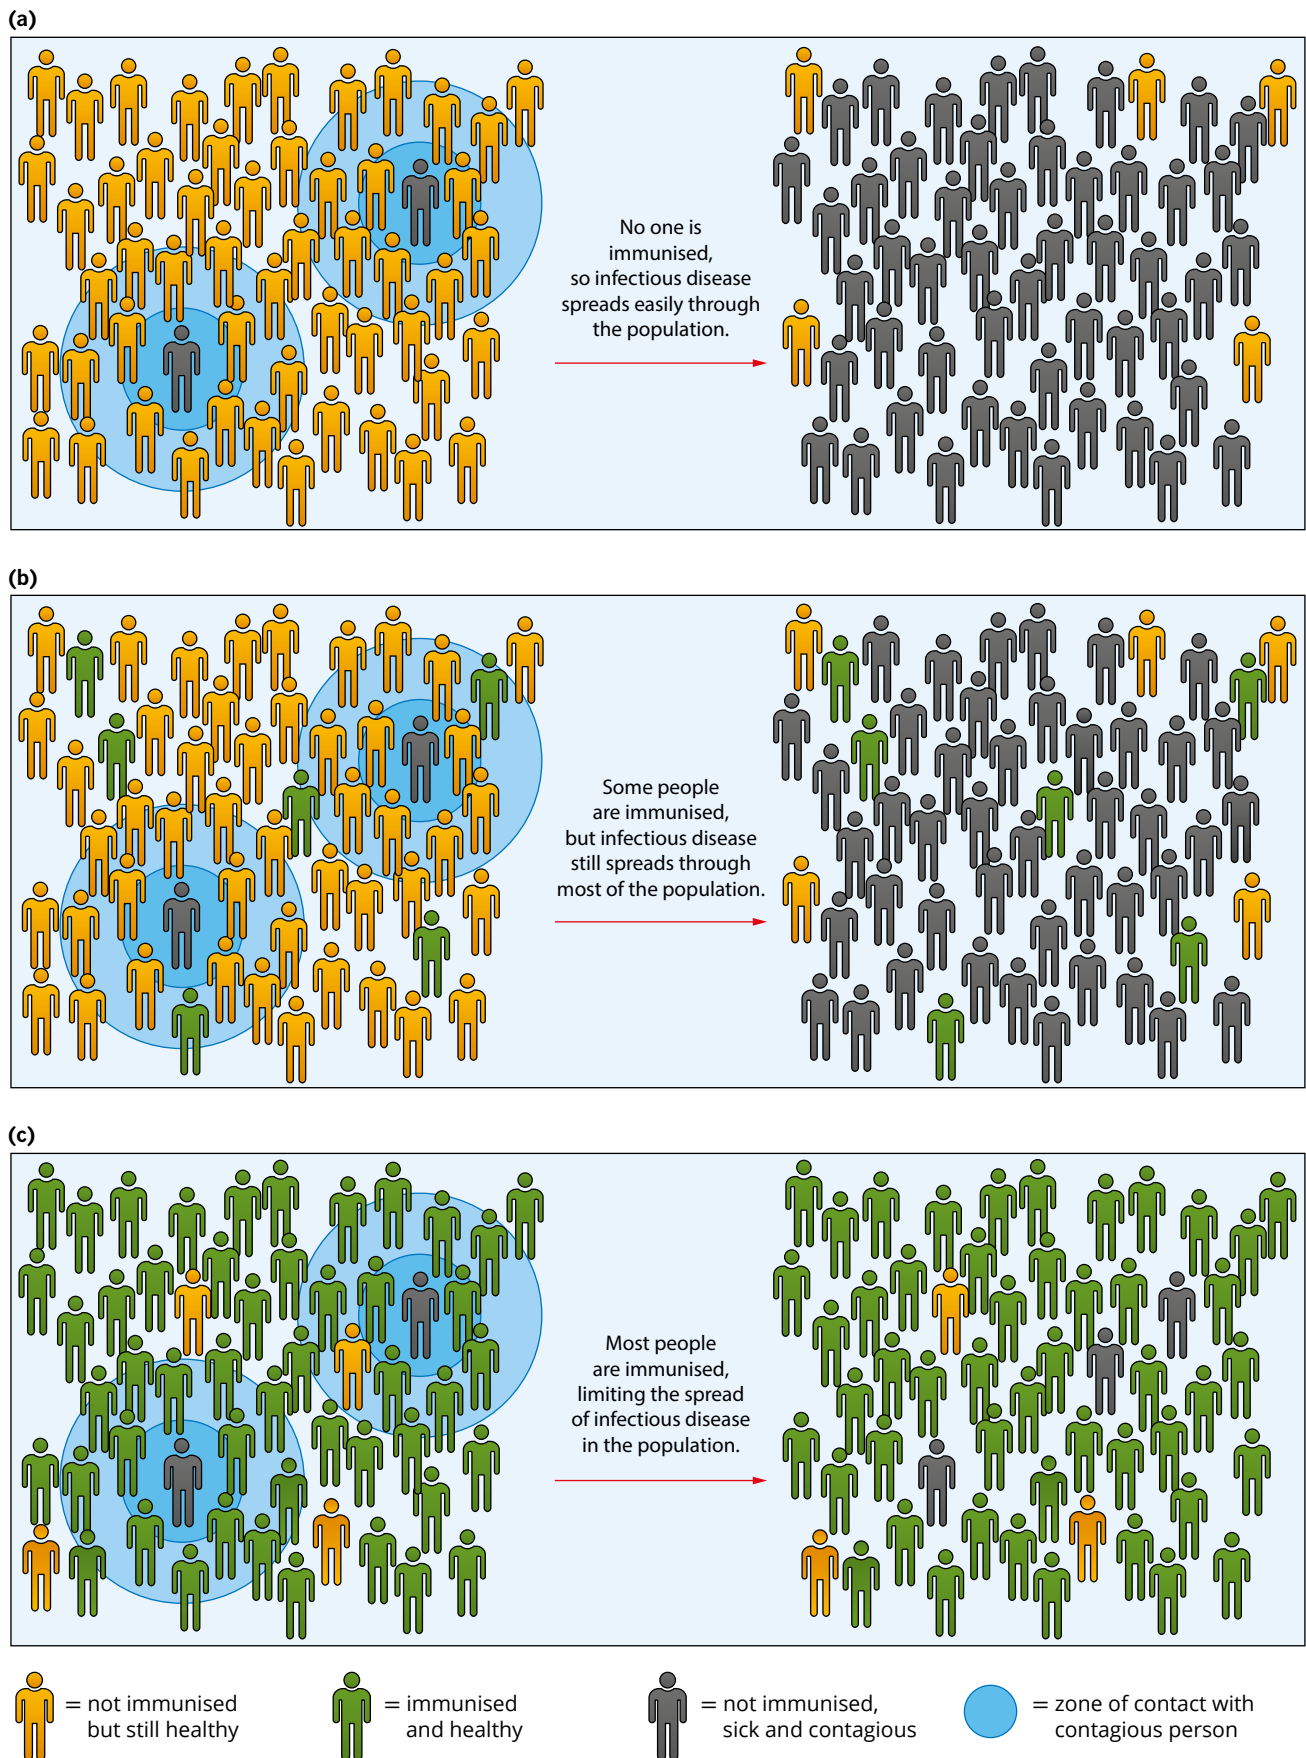 (a)
No one is
immunised,
so infectious disease
spreads easily through
the population.
(b)
Some people
are immunised,
but infectious disease
still spreads through
most of the population.
(c)
Most people
are immunised,
limiting the spread
of infectious disease
in the population.
= not immunised
but still healthy
= immunised
and healthy
= not immunised,
sick and contagious
= zone of contact with
contagious person